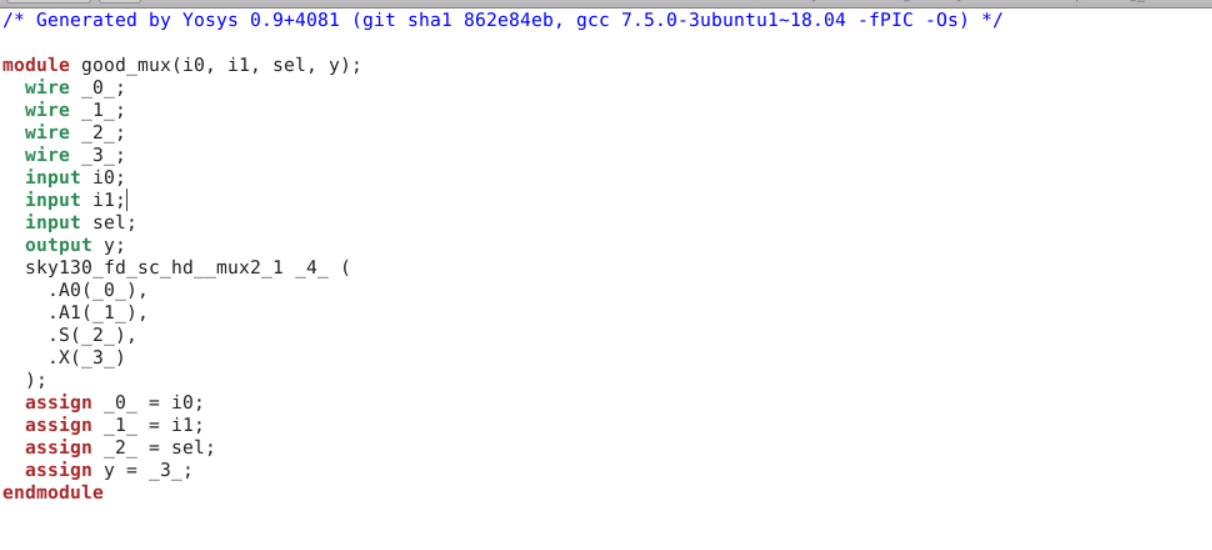 /* Generated by Yosys 0.9+4081 (git sha1 862e84eb, gcc 7.5.0-3ubuntu1~18.04 -fPIC -Os) */
module good_mux(i0, i1, sel, y);
  wire _0_;
  wire _1_;
  wire _2_;
  wire _3_;
  input i0;
  input i1;
  input sel;
  output y;
  sky130_fd_sc_hd__mux2_1 _4_ (
    .A0(_0_),
    .A1(_1_),
    .S(_2_),
    .X(_3_)
  );
  assign _0_ = i0;
  assign _1_ = i1;
  assign _2_ = sel;
  assign y = _3_;
endmodule